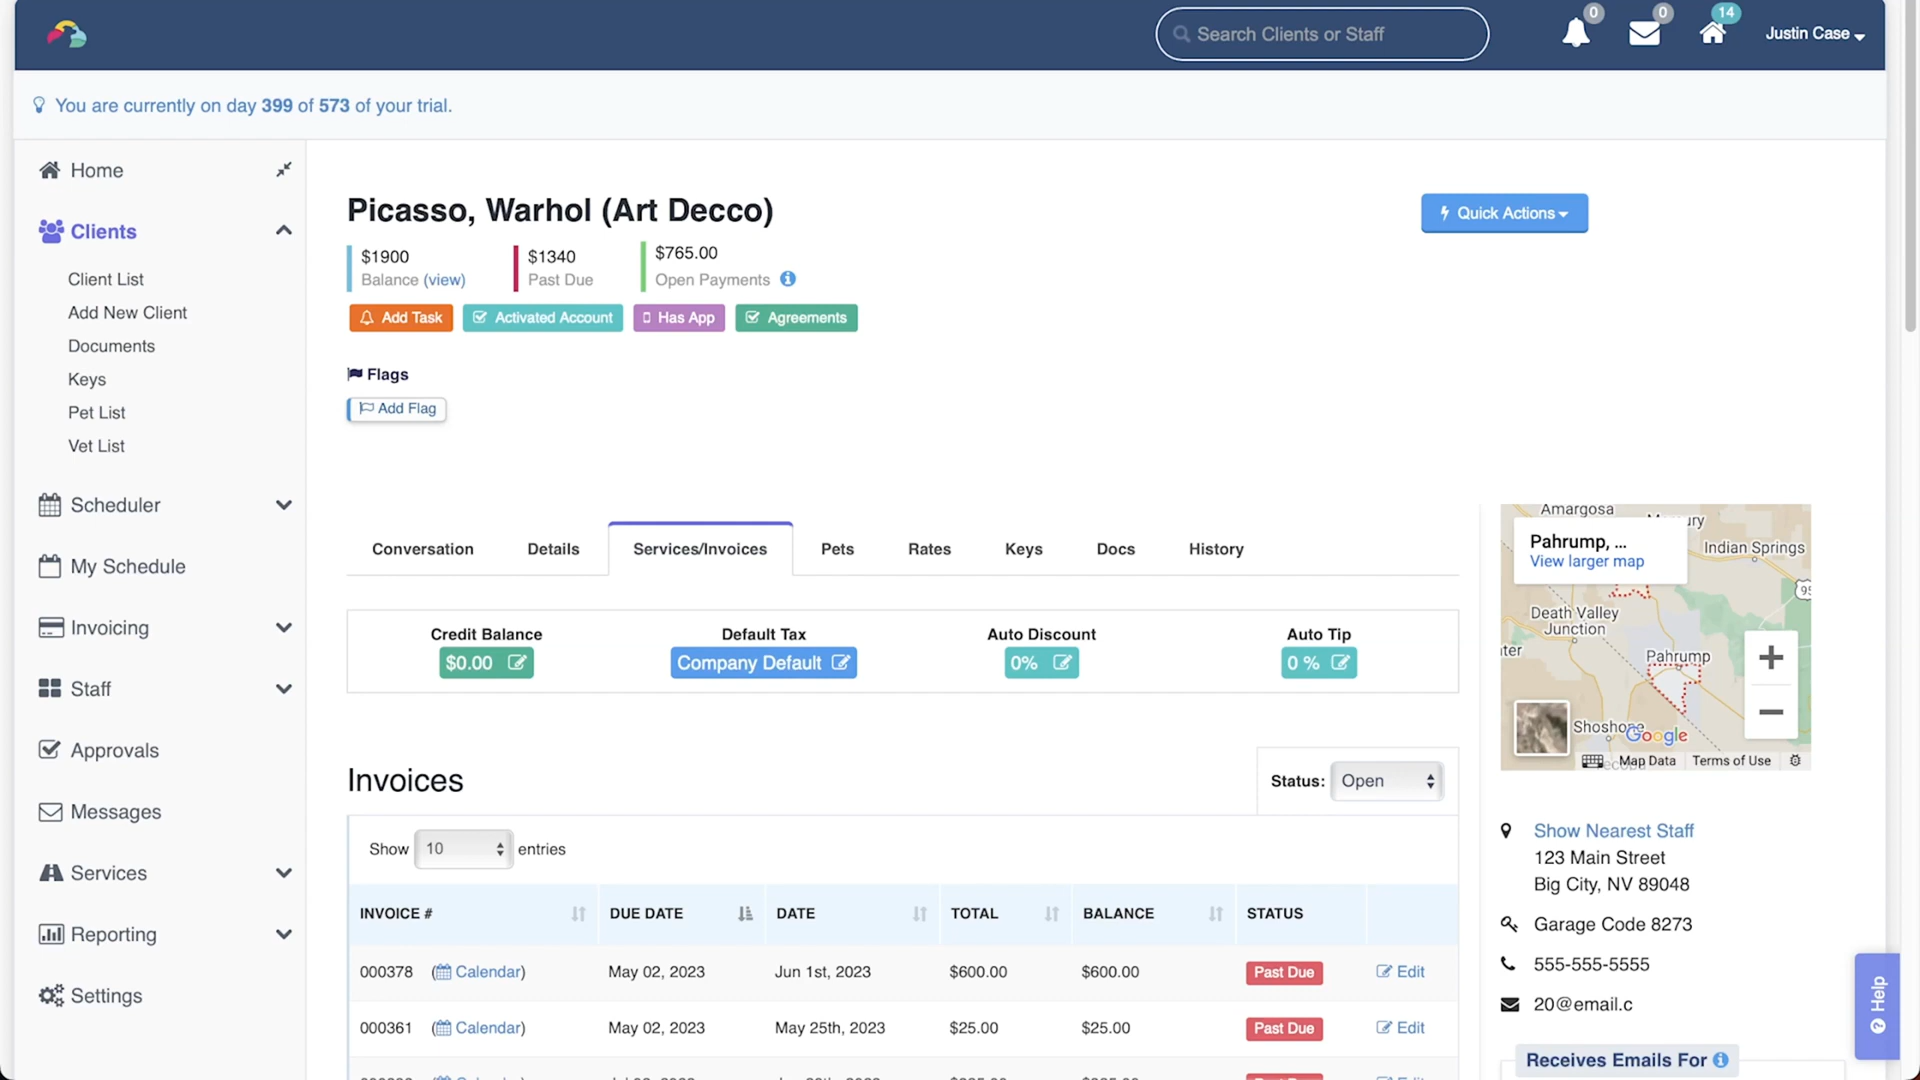 Search Clients or Staff
0
0
14
Justin Case
You are currently on day 399 of 573 of your trial.
Home
Clients
Client List
Add New Client
Documents
Keys
Pet List
Vet List
Scheduler
My Schedule
Invoicing
Staff
Approvals
Messages
Services
Reporting
Settings
Picasso, Warhol (Art Decco)
Quick Actions
$1900
Balance (view)
$1340
Past Due
$765.00
Open Payments
Add Task
Activated Account
Has App
Agreements
Flags
Add Flag
Conversation
Details
Services/Invoices
Pets
Rates
Keys
Docs
History
Credit Balance
$0.00
Default Tax
Company Default
Auto Discount
0%
Auto Tip
0 %
Invoices
Status: Open
Show 10 entries
INVOICE # DUE DATE DATE TOTAL BALANCE STATUS
000378 (Calendar) May 02, 2023 Jun 1st, 2023 $600.00 $600.00 Past Due Edit
000361 (Calendar) May 02, 2023 May 25th, 2023 $25.00 $25.00 Past Due Edit
Amargosa
Pahrump, ...
View larger map
Indian Springs
95
Death Valley
Junction
Pahrump
Shoshone
Google
Map Data
Terms of Use
Show Nearest Staff
123 Main Street
Big City, NV 89048
Garage Code 8273
555-555-5555
20@email.c
Receives Emails For
Help